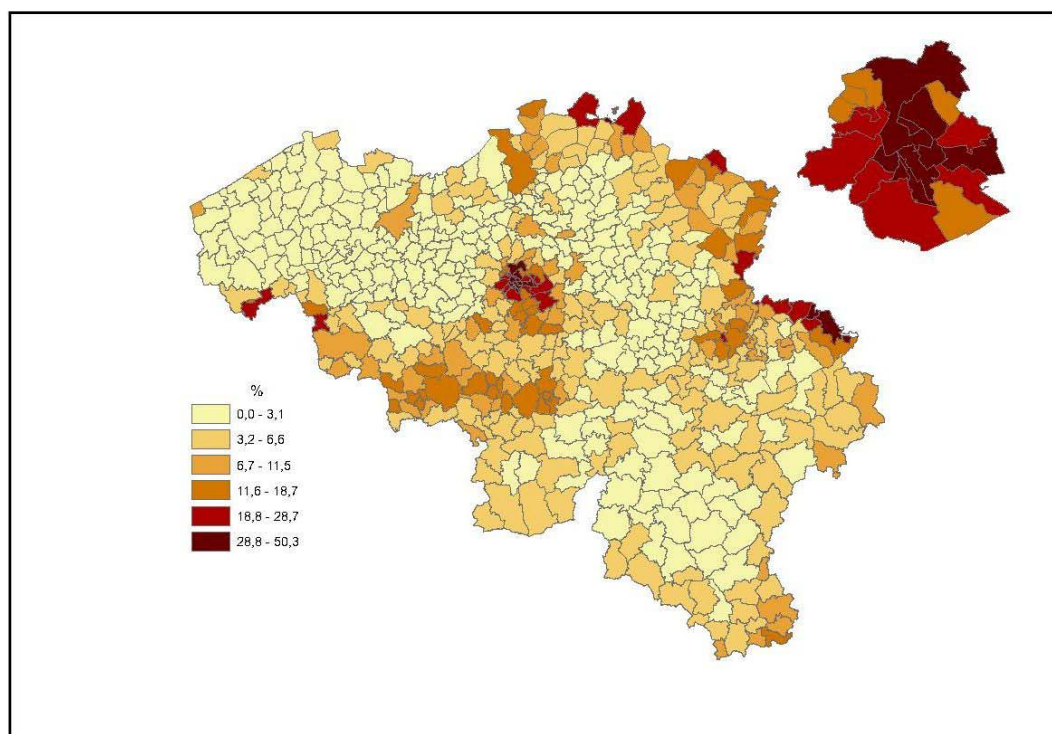 %
0,0 - 3,1
3,2 - 6,6
6,7 - 11,5
11,6 - 18,7
18,8 - 28,7
28,8 - 50,3